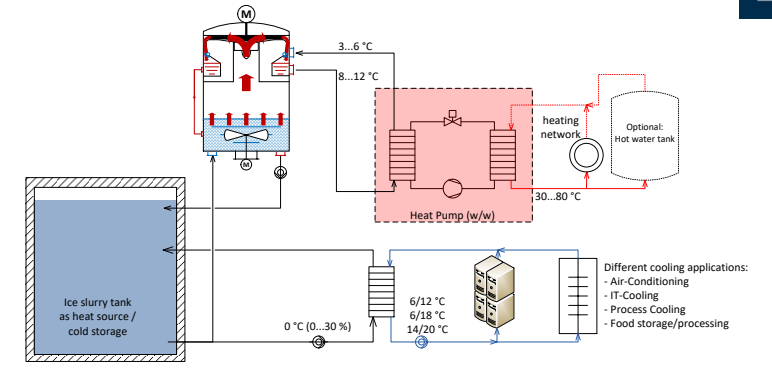 M
3...6 °C
8...12 °C
heating
network
Optional:
Hot water tank
M
30...80 °C
Heat Pump (w/w)
Ice slurry tank
as heat source /
cold storage
0 °C (0...30 %)
6/12 °C
6/18 °C
14/20 °C
Different cooling applications:
- Air-Conditioning
- IT-Cooling
- Process Cooling
- Food storage/processing